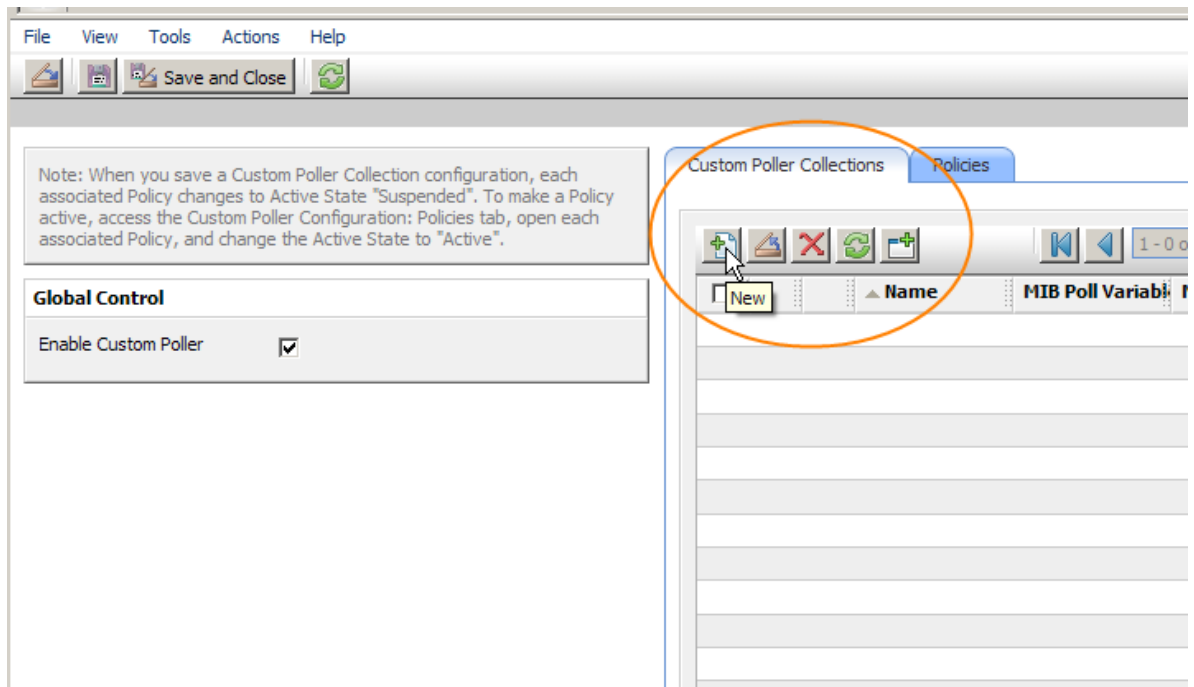 File View Tools Actions Help
Save and Close
Note: When you save a Custom Poller Collection configuration, each
associated Policy changes to Active State "Suspended". To make a Policy
active, access the Custom Poller Configuration: Policies tab, open each
associated Policy, and change the Active State to "Active".
Global Control
Enable Custom Poller
Custom Poller Collections Policies
1 - 0 o
New
Name MIB Poll Variabl